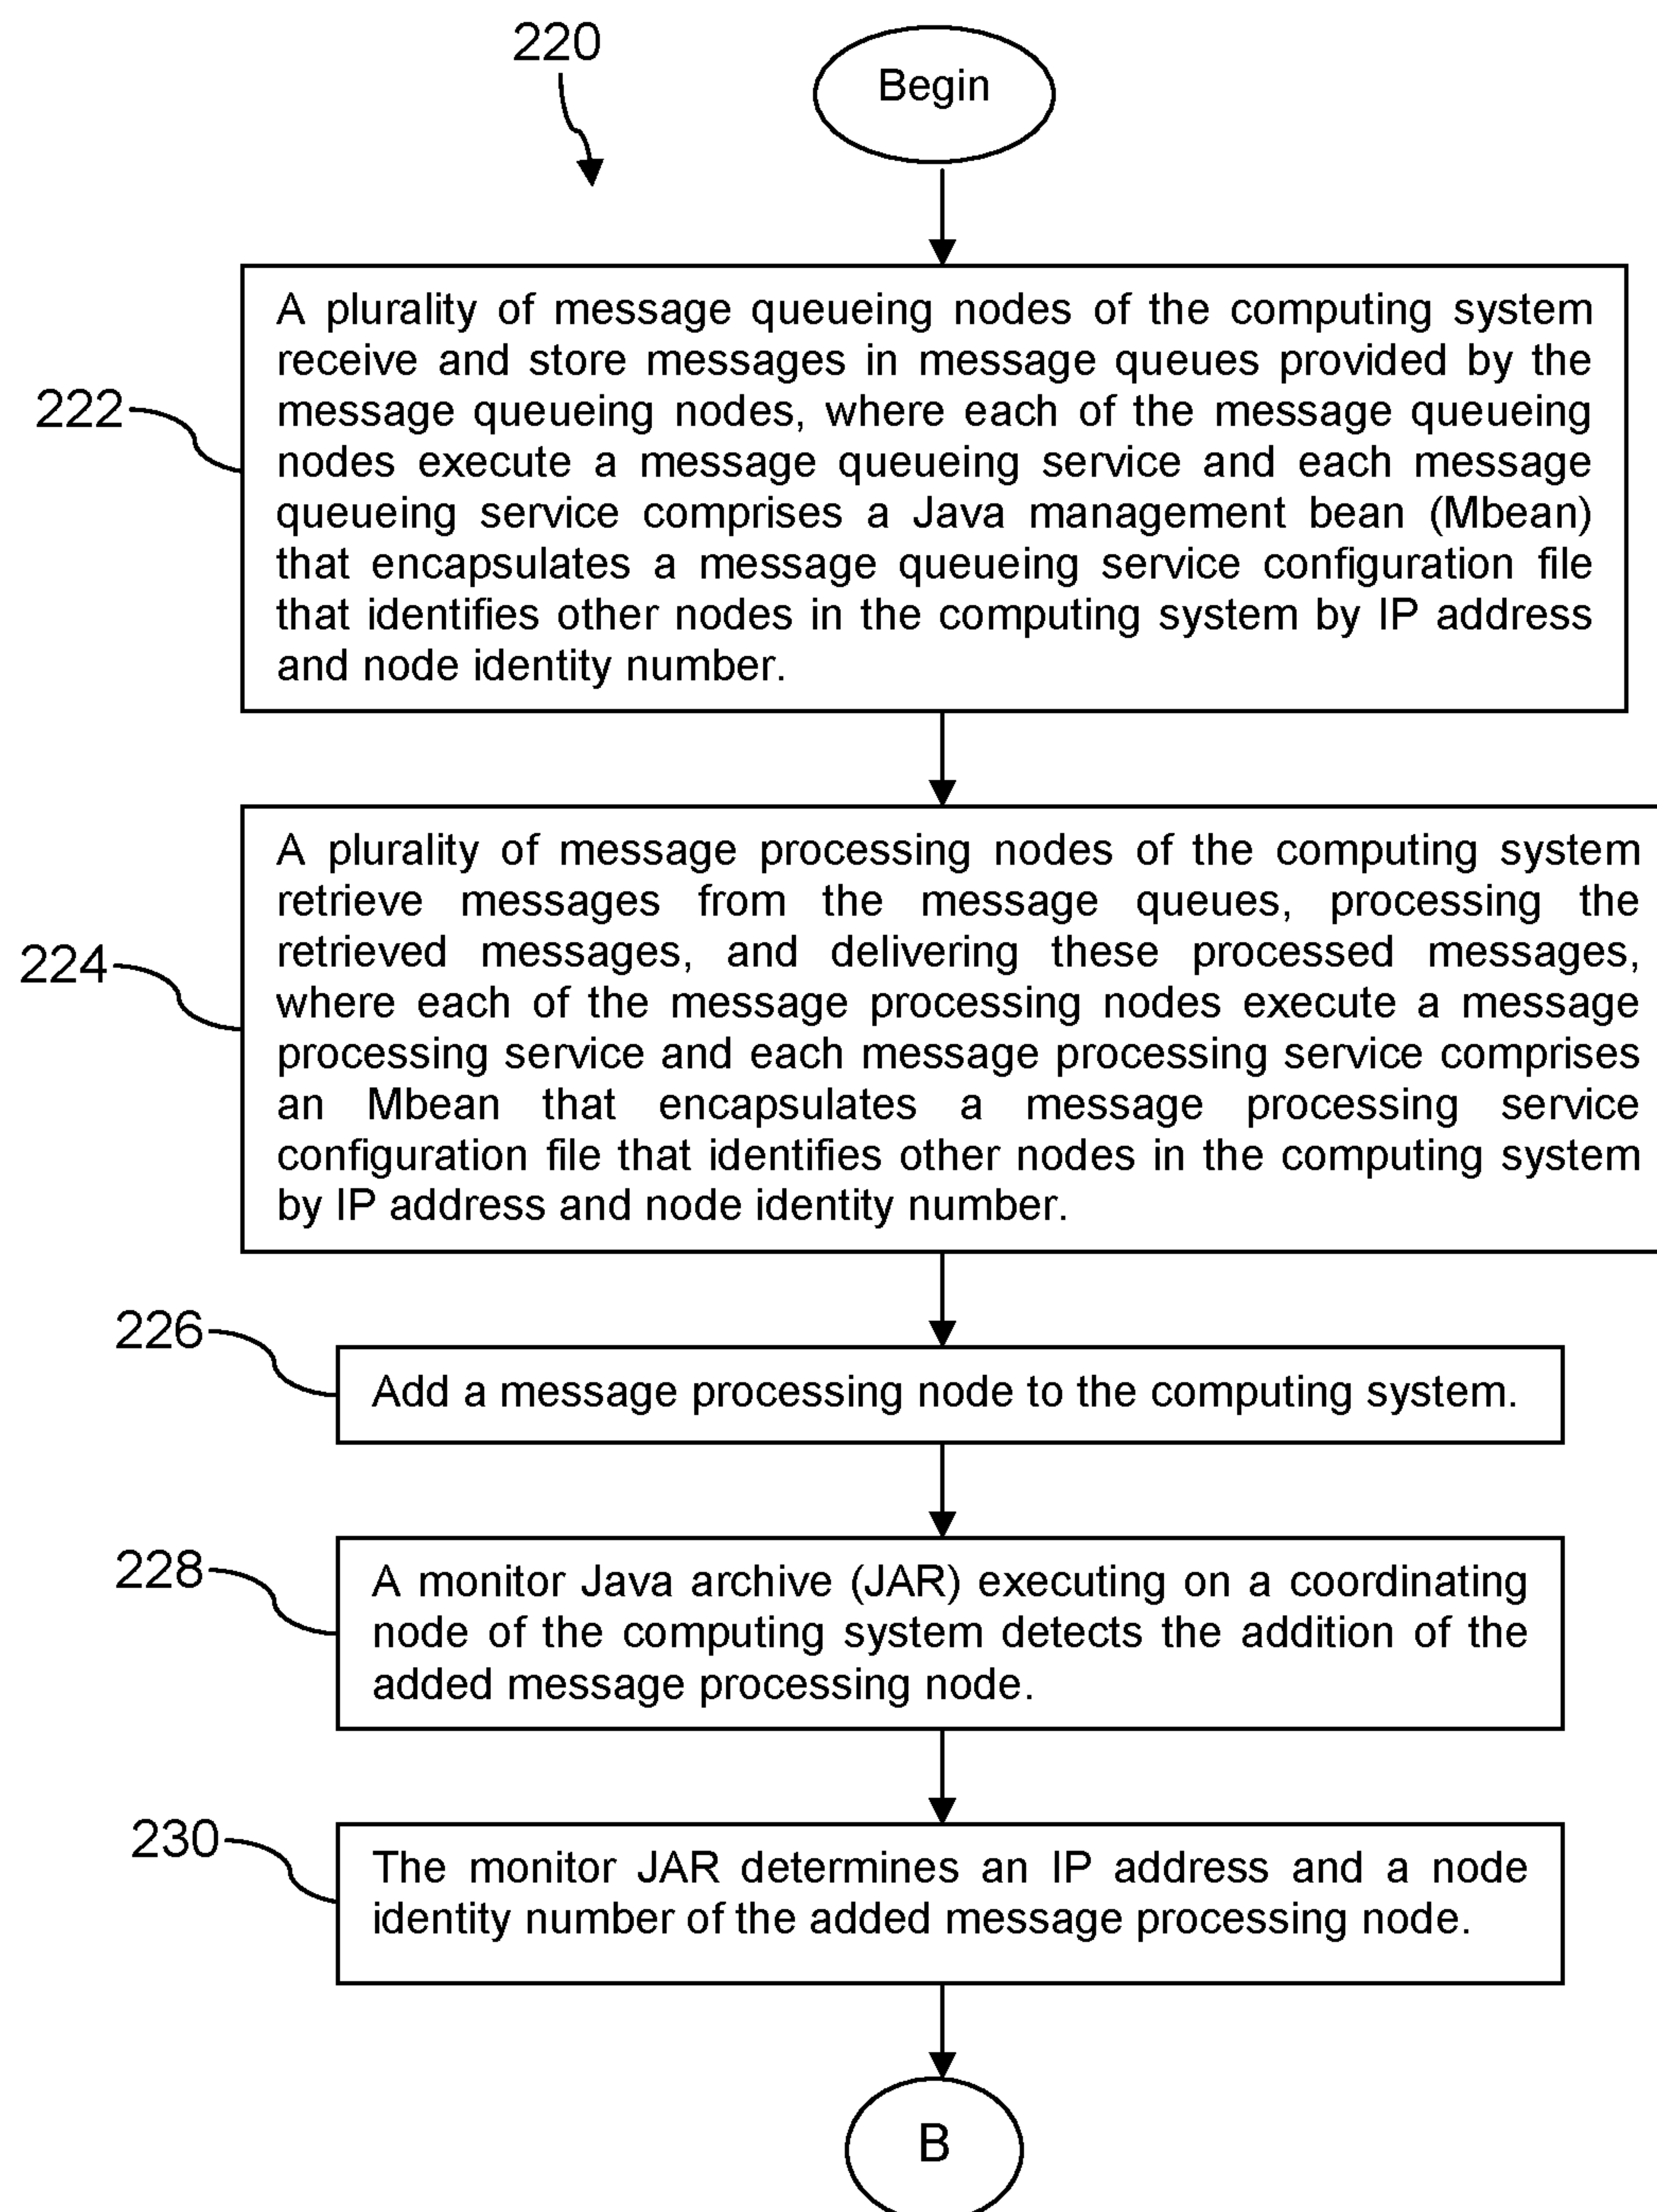 220
Begin
A plurality of message queueing nodes of the computing system
receive and store messages in message queues provided by the
message queueing nodes, where each of the message queueing
nodes execute a message queueing service and each message
queueing service comprises a Java management bean (Mbean)
that encapsulates a message queueing service configuration file
that identifies other nodes in the computing system by IP address
and node identity number.
222
A plurality of message processing nodes of the computing system
retrieve messages from the message queues, processing the
retrieved messages, and delivering these processed messages,
where each of the message processing nodes execute a message
processing service and each message processing service comprises
an Mbean that encapsulates a message processing service
configuration file that identifies other nodes in the computing system
by IP address and node identity number.
224
226
Add a message processing node to the computing system.
228
A monitor Java archive (JAR) executing on a coordinating
node of the computing system detects the addition of the
added message processing node.
230
The monitor JAR determines an IP address and a node
identity number of the added message processing node.
B